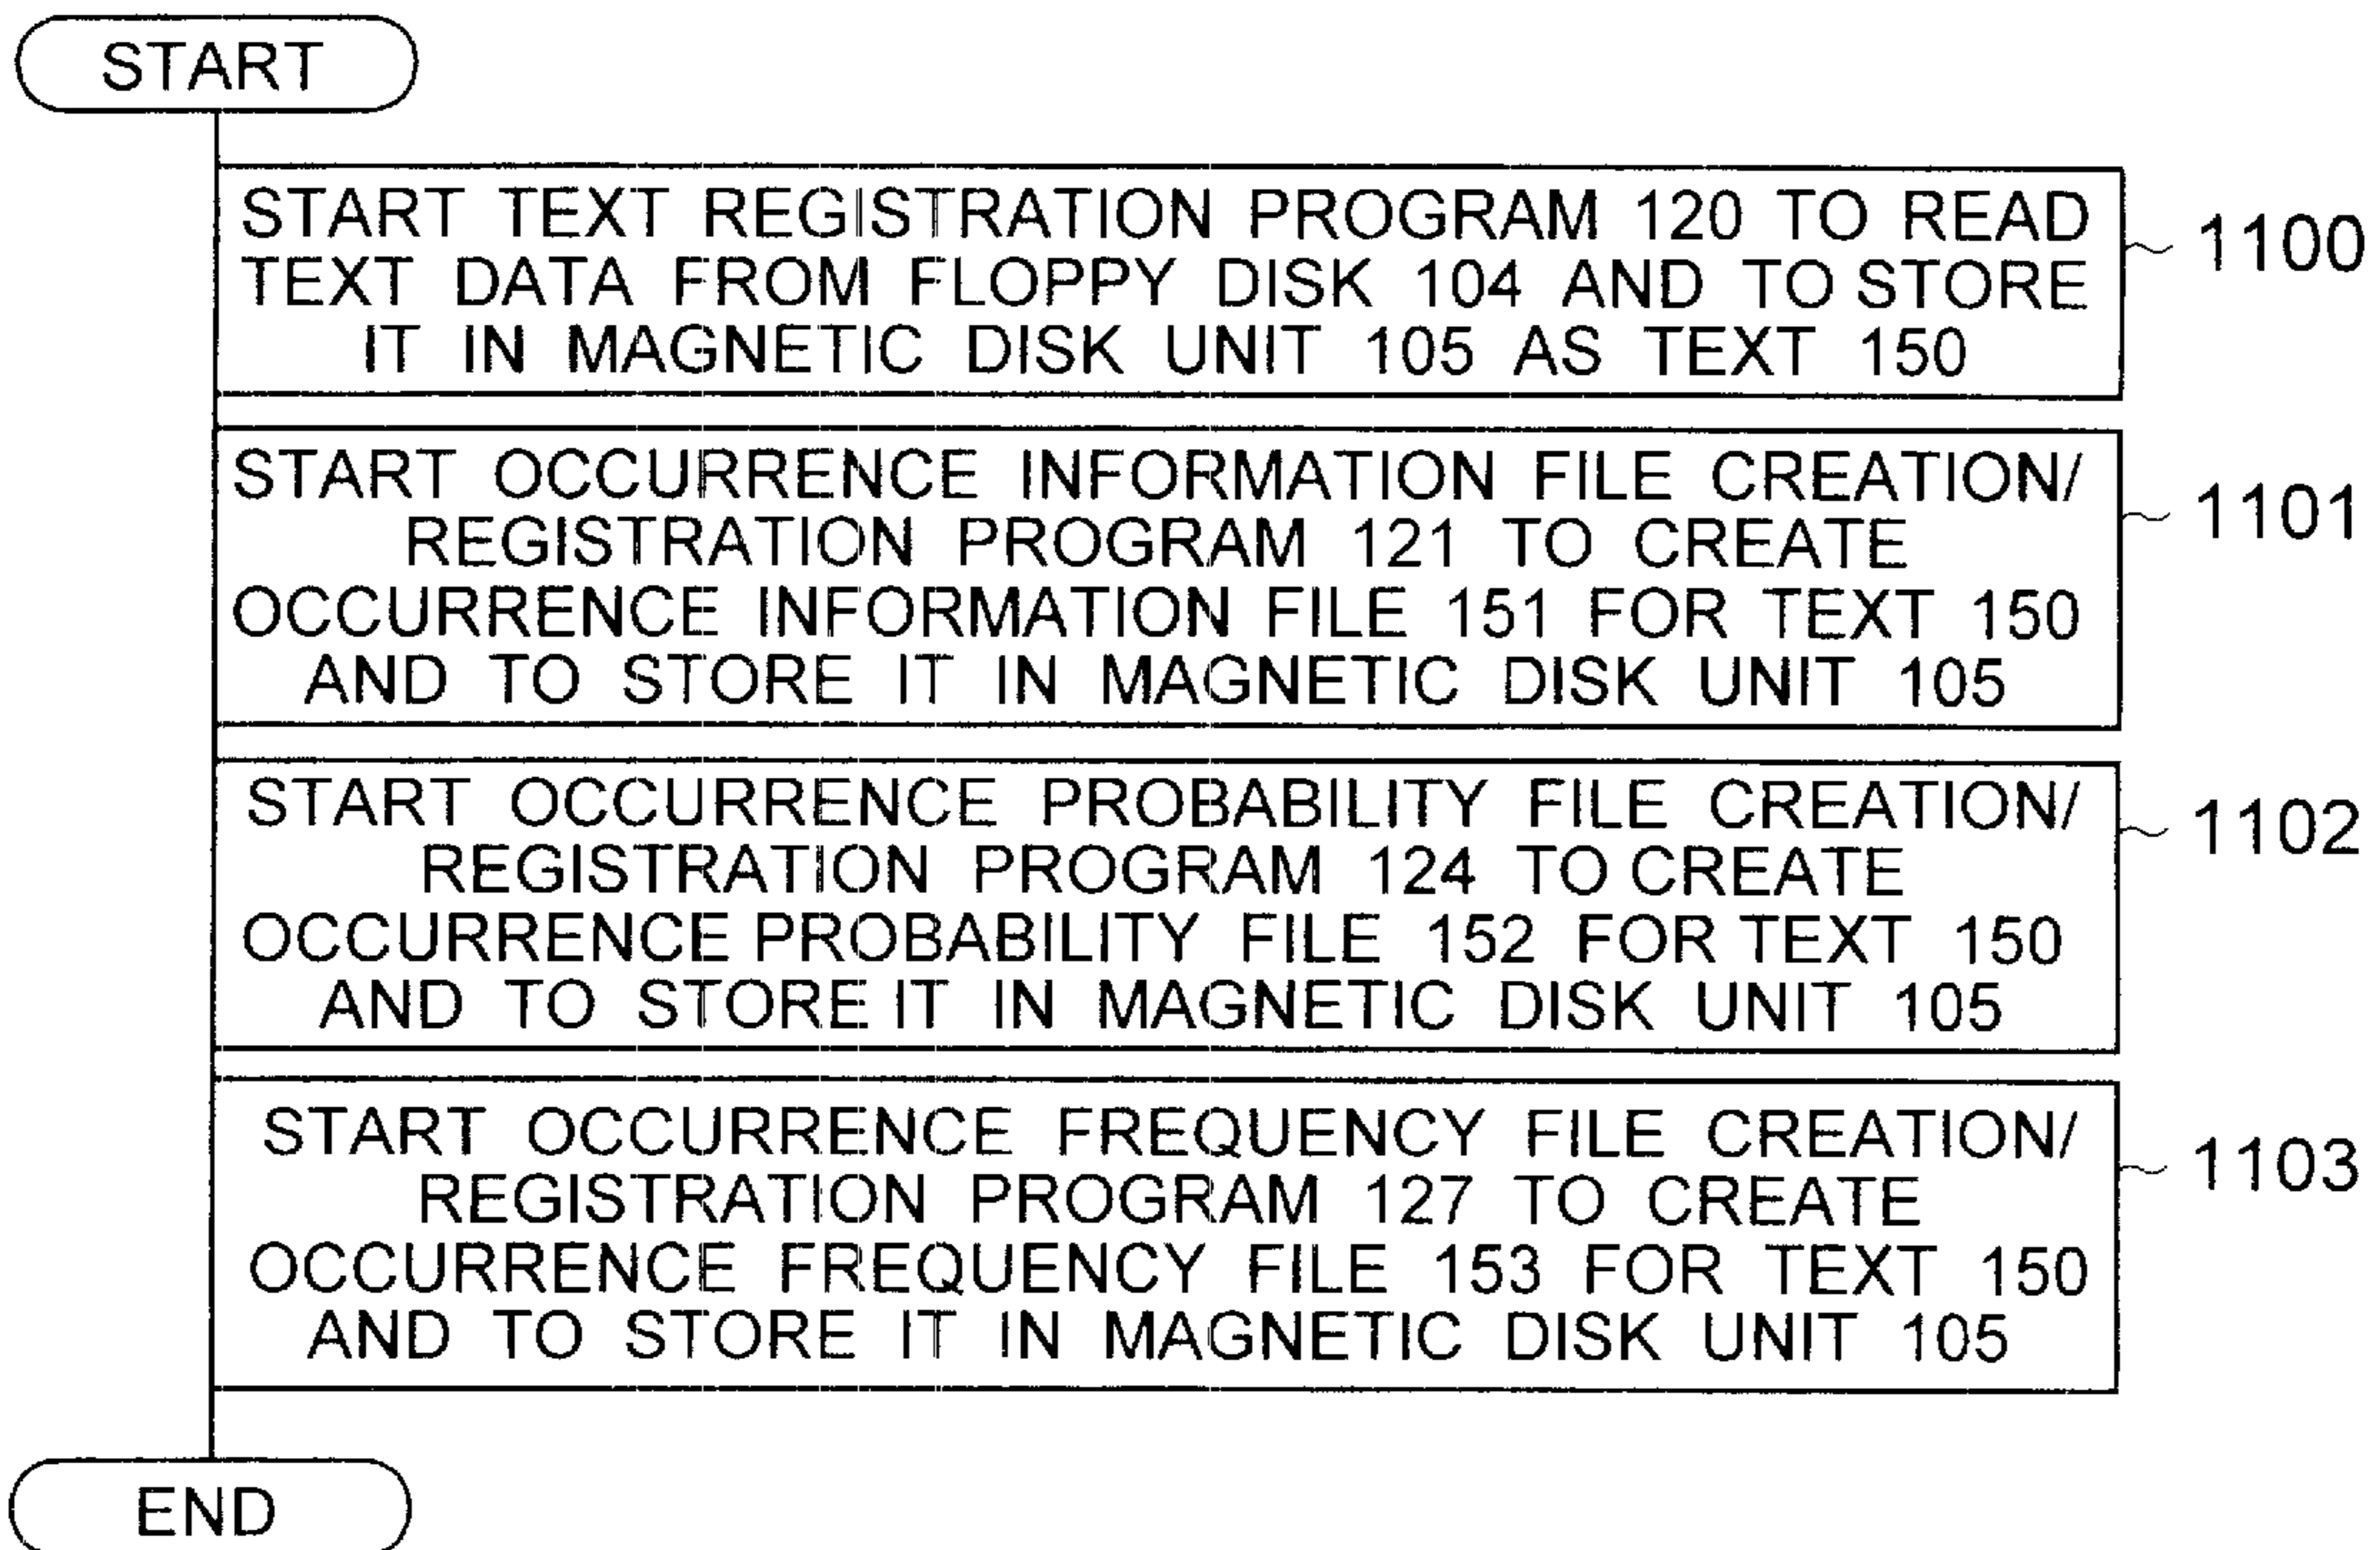 START
START TEXT REGISTRATION PROGRAM 120 TO READ
TEXT DATA FROM FLOPPY DISK 104 AND TO STORE
IT IN MAGNETIC DISK UNIT 105 AS TEXT 150
1100
START OCCURRENCE INFORMATION FILE CREATION/
REGISTRATION PROGRAM 121 TO CREATE
OCCURRENCE INFORMATION FILE 151 FOR TEXT 150
AND TO STORE IT IN MAGNETIC DISK UNIT 105
1101
START OCCURRENCE PROBABILITY FILE CREATION/
REGISTRATION PROGRAM 124 TO CREATE
OCCURRENCE PROBABILITY FILE 152 FOR TEXT 150
AND TO STORE IT IN MAGNETIC DISK UNIT 105
1102
START OCCURRENCE FREQUENCY FILE CREATION/
REGISTRATION PROGRAM 127 TO CREATE
OCCURRENCE FREQUENCY FILE 153 FOR TEXT 150
AND TO STORE IT IN MAGNETIC DISK UNIT 105
1103
END